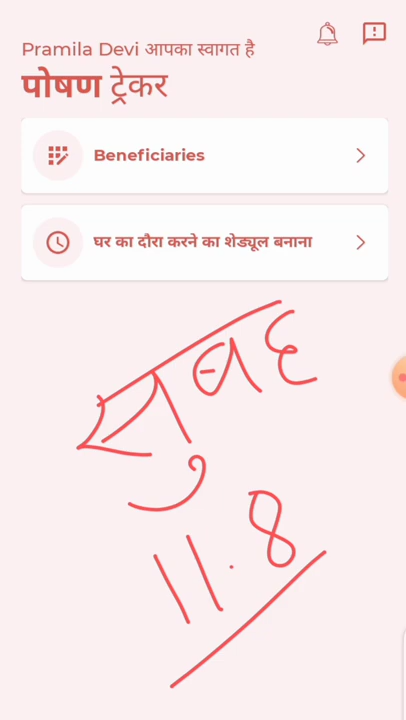 Pramila Devi आपका स्वागत है
पोषण ट्रेकर
Beneficiaries
घर का दौरा करने का शेड्यूल बनाना
सुबह
11.8